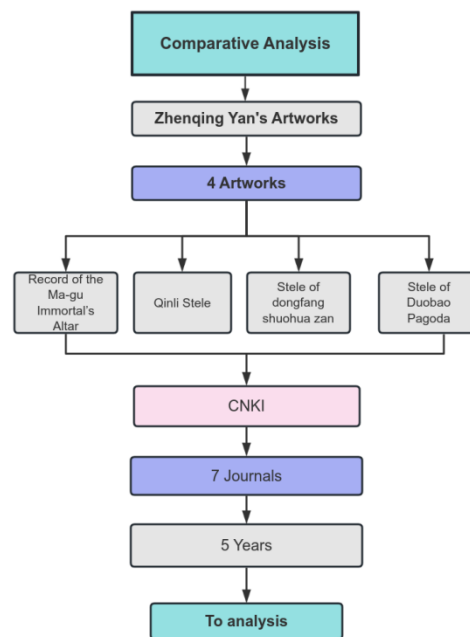 Comparative Analysis
Zhenqing Yan's Artworks
4 Artworks
Record of the
Ma-gu
Immortal's
Altar
Qinli Stele
Stele of
dongfang
shuohua zan
Stele of
Duobao
Pagoda
CNKI
7 Journals
5 Years
To analysis